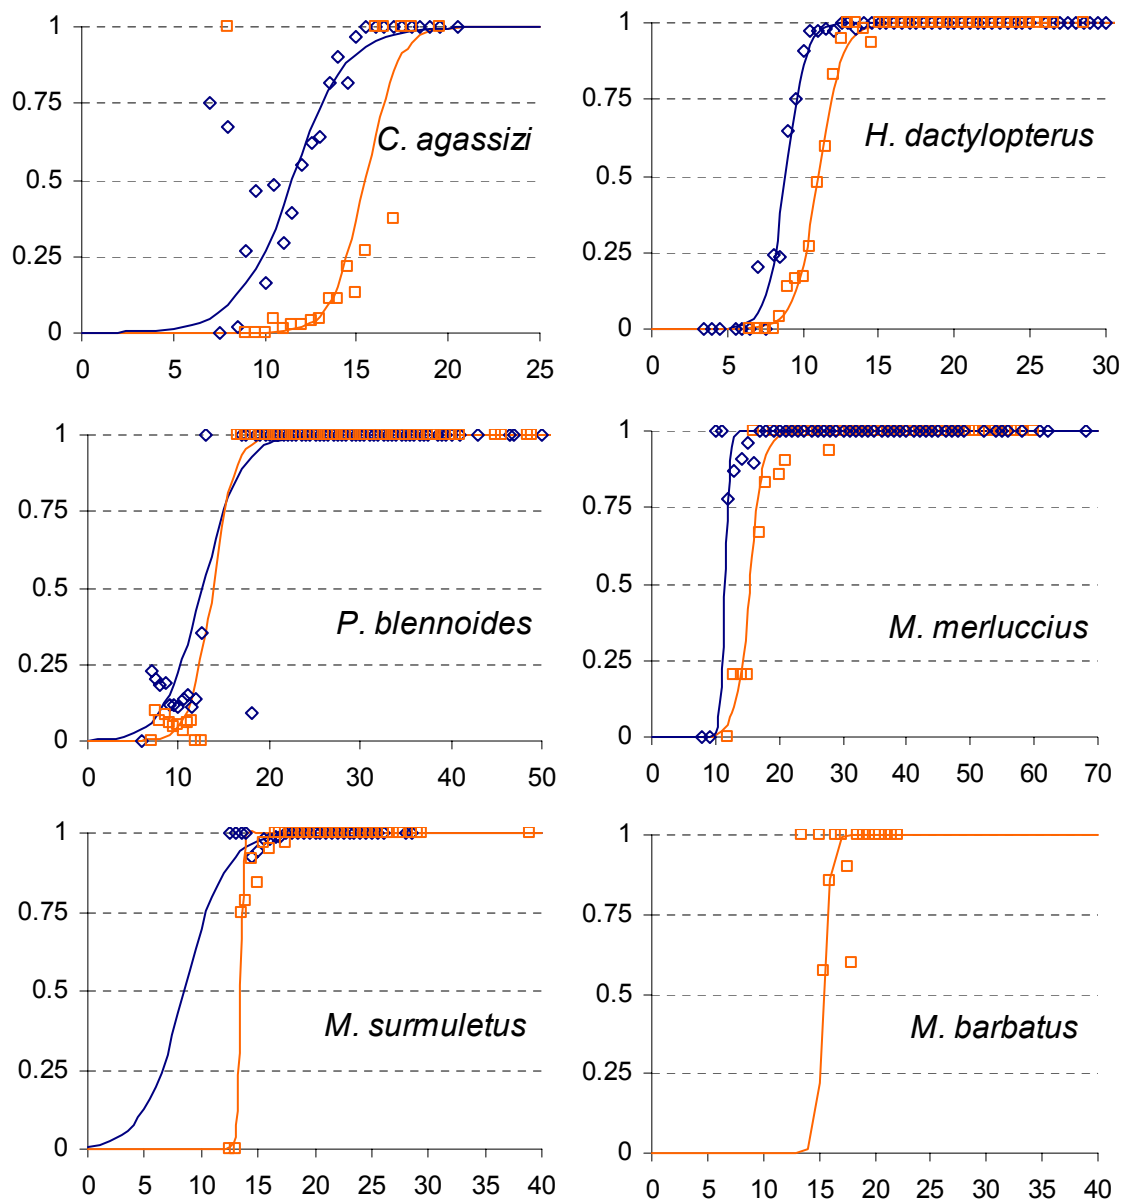 1
0.75
C. agassizi
0.5
0.25
0
0 5 10 15 20 25
1
0.75
H. dactylopterus
0.5
0.25
0
0 5 10 15 20 25 30
1
0.75
0.5
P. blennoides
0.25
0
0 10 20 30 40 50
1
0.75
0.5
M. merluccius
0.25
0
0 10 20 30 40 50 60 70
1
0.75
0.5
M. surmuletus
0.25
0
0 5 10 15 20 25 30 35 40
1
0.75
0.5
M. barbatus
0.25
0
0 5 10 15 20 25 30 35 40